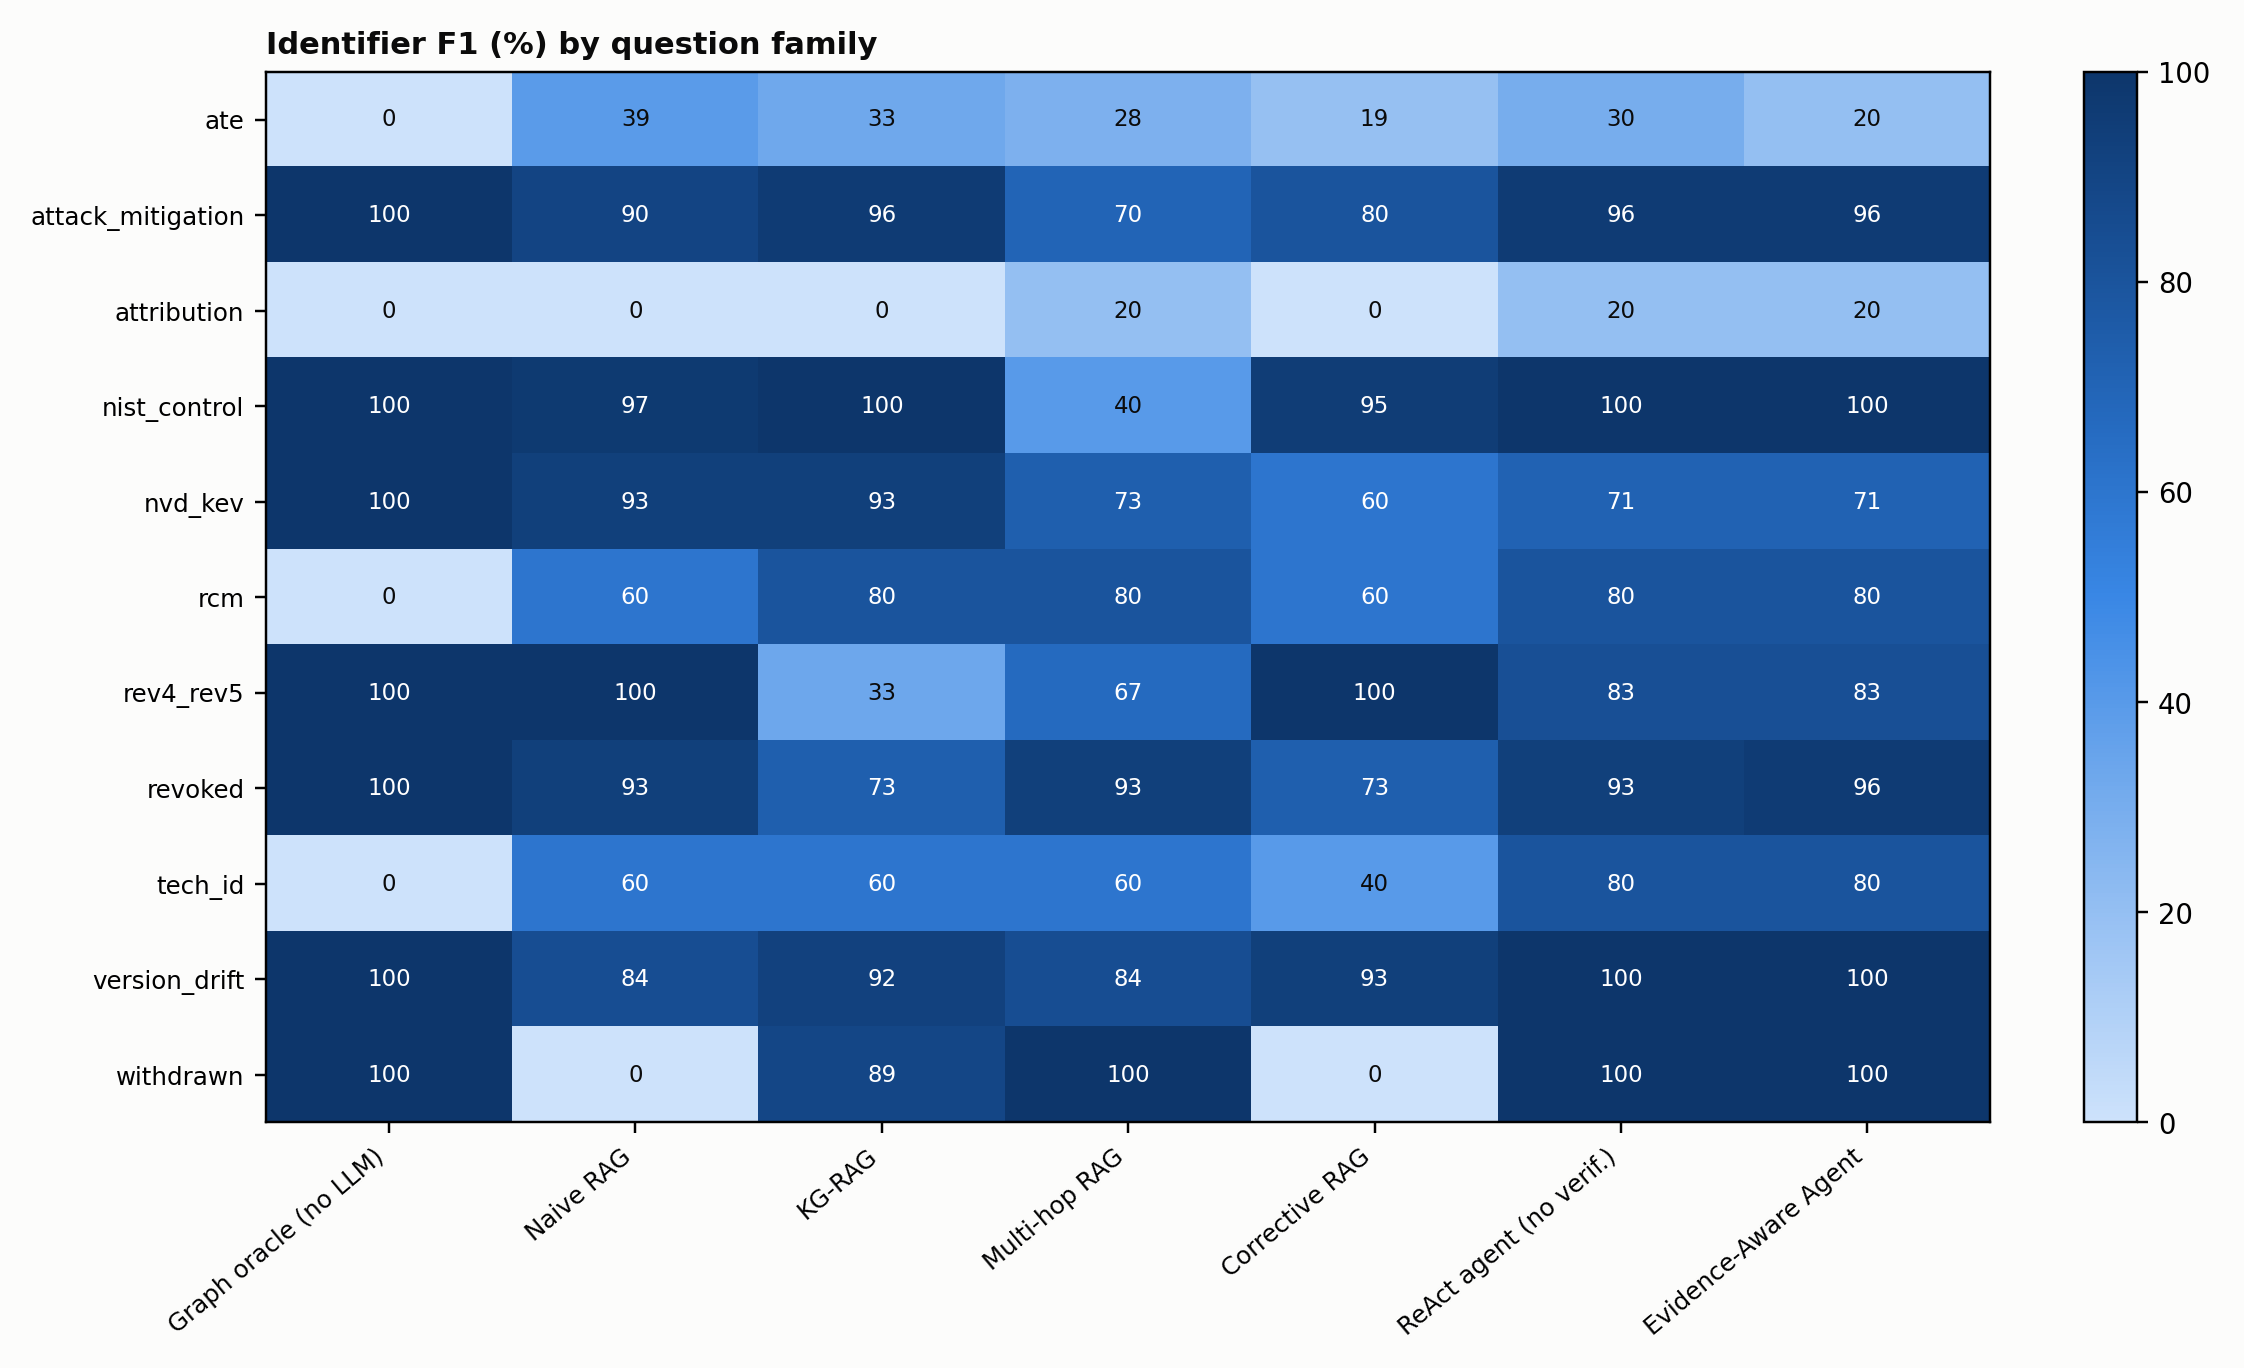 Identifier F1 (%) by question family
ate 0 39 33 28 19 30 20
attack_mitigation 100 90 96 70 80 96 96
attribution 0 0 0 20 0 20 20
nist_control 100 97 100 40 95 100 100
nvd_kev 100 93 93 73 60 71 71
rcm 0 60 80 80 60 80 80
rev4_rev5 100 100 33 67 100 83 83
revoked 100 93 73 93 73 93 96
tech_id 0 60 60 60 40 80 80
version_drift 100 84 92 84 93 100 100
withdrawn 100 0 89 100 0 100 100
Graph oracle (no LLM)
Naive RAG
KG-RAG
Multi-hop RAG
Corrective RAG
ReAct agent (no verif.)
Evidence-Aware Agent
100
80
60
40
20
0